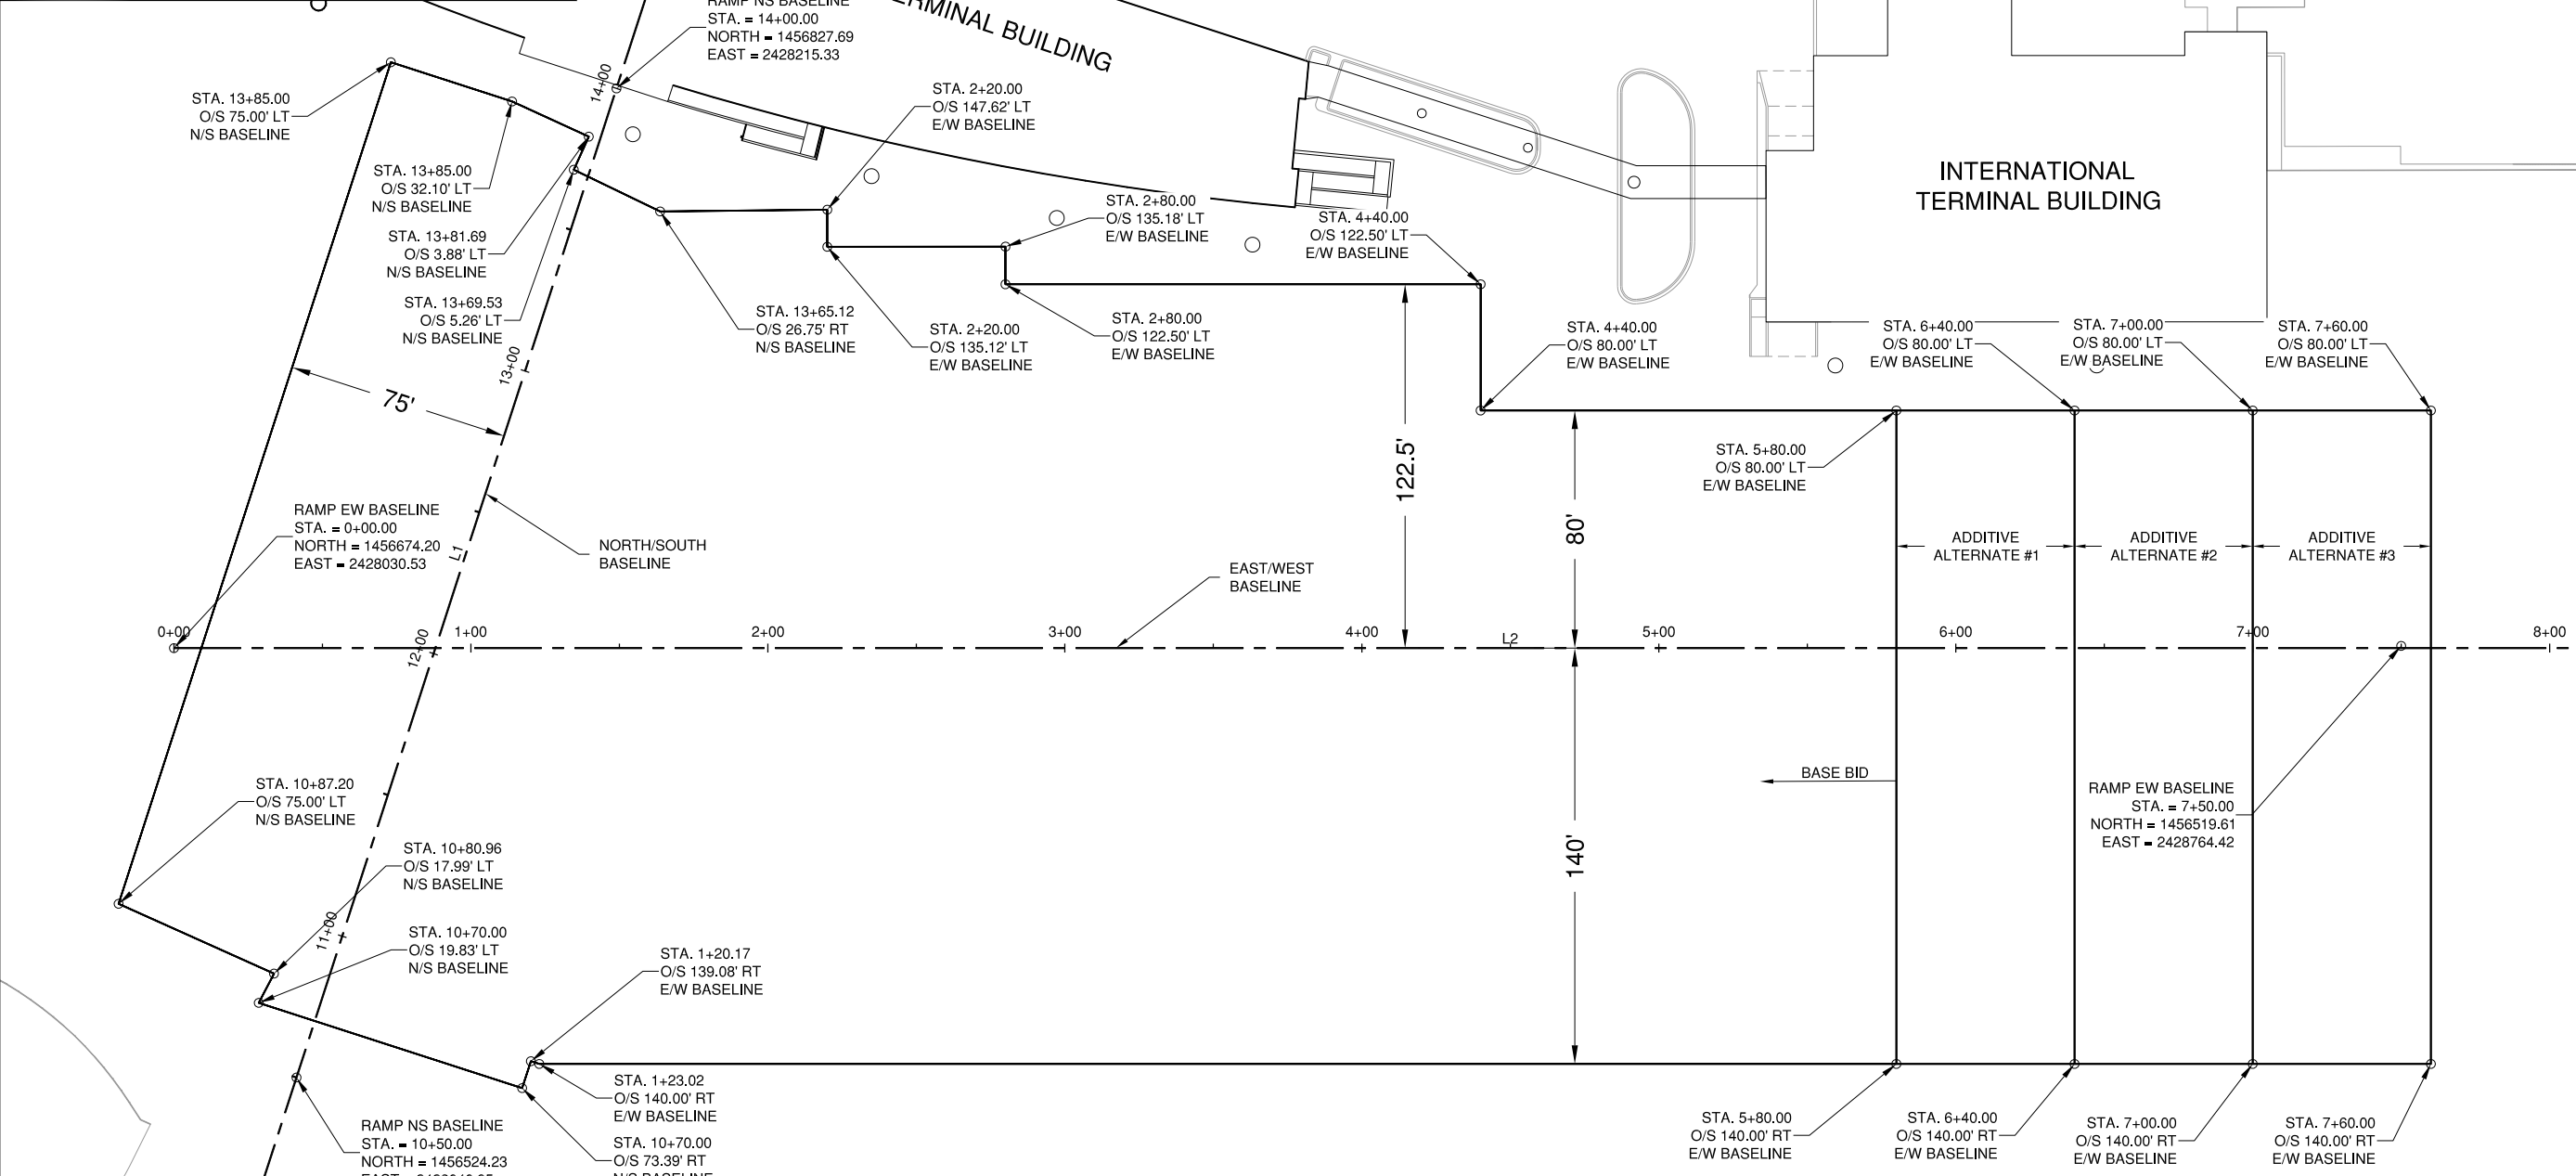 RAMP NS BASELINE
STA. = 14+00.00
NORTH = 1456827.69
EAST = 2428215.33
TERMINAL BUILDING
14+00
STA. 13+85.00
O/S 75.00' LT
N/S BASELINE
STA. 2+20.00
O/S 147.62' LT
E/W BASELINE
STA. 13+85.00
O/S 32.10' LT
N/S BASELINE
INTERNATIONAL
TERMINAL BUILDING
STA. 2+80.00
O/S 135.18' LT
E/W BASELINE
STA. 4+40.00
O/S 122.50' LT
E/W BASELINE
STA. 13+81.69
O/S 3.88' LT
N/S BASELINE
STA. 13+69.53
O/S 5.26' LT
N/S BASELINE
STA. 13+65.12
O/S 26.75' RT
N/S BASELINE
STA. 2+20.00
O/S 135.12' LT
E/W BASELINE
STA. 2+80.00
O/S 122.50' LT
E/W BASELINE
STA. 4+40.00
O/S 80.00' LT
E/W BASELINE
STA. 6+40.00
O/S 80.00' LT
E/W BASELINE
STA. 7+00.00
O/S 80.00' LT
E/W BASELINE
STA. 7+60.00
O/S 80.00' LT
E/W BASELINE
13+00
75'
122.5'
80'
STA. 5+80.00
O/S 80.00' LT
E/W BASELINE
RAMP EW BASELINE
STA. = 0+00.00
NORTH = 1456674.20
EAST = 2428030.53
L1
NORTH/SOUTH
BASELINE
EAST/WEST
BASELINE
ADDITIVE
ALTERNATE #1
ADDITIVE
ALTERNATE #2
ADDITIVE
ALTERNATE #3
0+00
1+00
2+00
3+00
4+00
L2
5+00
6+00
7+00
8+00
12+00
BASE BID
STA. 10+87.20
O/S 75.00' LT
N/S BASELINE
RAMP EW BASELINE
STA. = 7+50.00
NORTH = 1456519.61
EAST = 2428764.42
140'
STA. 10+80.96
O/S 17.99' LT
N/S BASELINE
11+00
STA. 10+70.00
O/S 19.83' LT
N/S BASELINE
STA. 1+20.17
O/S 139.08' RT
E/W BASELINE
STA. 1+23.02
O/S 140.00' RT
E/W BASELINE
RAMP NS BASELINE
STA. = 10+50.00
NORTH = 1456524.23
STA. 10+70.00
O/S 73.39' RT
N/S BASELINE
STA. 5+80.00
O/S 140.00' RT
E/W BASELINE
STA. 6+40.00
O/S 140.00' RT
E/W BASELINE
STA. 7+00.00
O/S 140.00' RT
E/W BASELINE
STA. 7+60.00
O/S 140.00' RT
E/W BASELINE